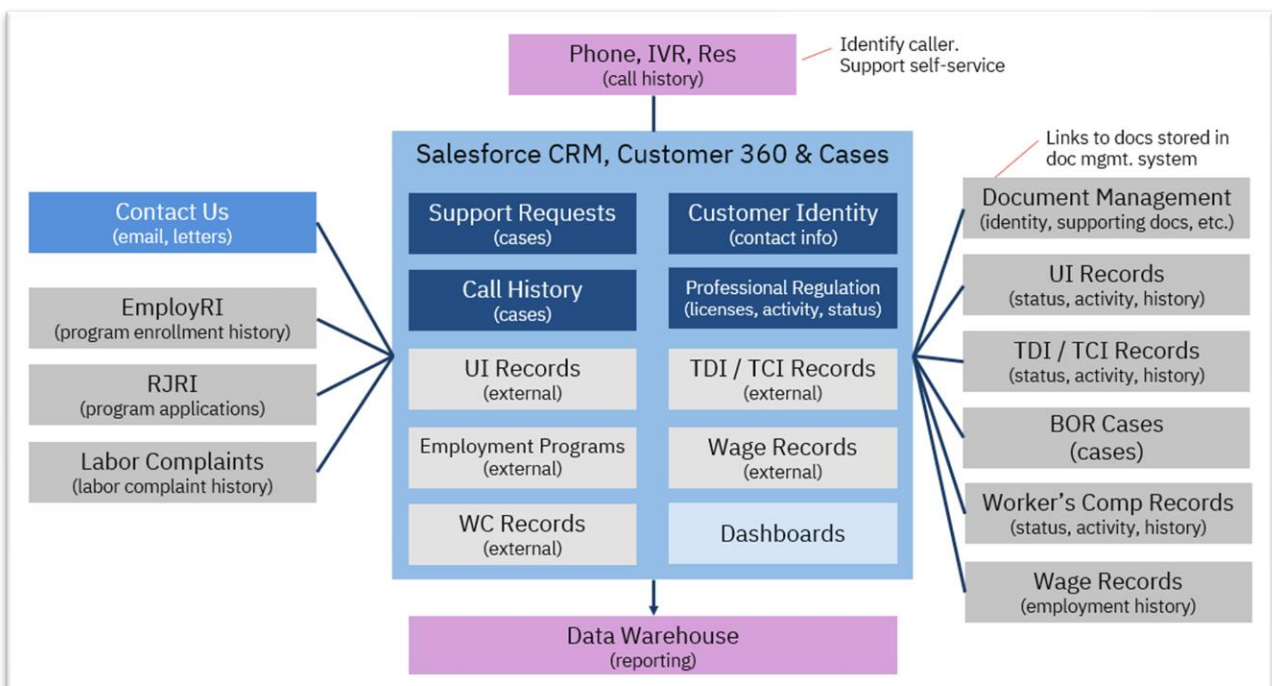 Phone, IVR, Res
(call history)
Identify caller.
Support self-service
Salesforce CRM, Customer 360 & Cases
Links to docs stored in
doc mgmt. system
Contact Us
(email, letters)
EmployRI
(program enrollment history)
RJRI
(program applications)
Labor Complaints
(labor complaint history)
Support Requests
(cases)
Customer Identity
(contact info)
Call History
(cases)
Professional Regulation
(licenses, activity, status)
UI Records
(external)
TDI / TCI Records
(external)
Employment Programs
(external)
Wage Records
(external)
WC Records
(external)
Dashboards
Document Management
(identity, supporting docs, etc.)
UI Records
(status, activity, history)
TDI / TCI Records
(status, activity, history)
BOR Cases
(cases)
Worker's Comp Records
(status, activity, history)
Wage Records
(employment history)
Data Warehouse
(reporting)